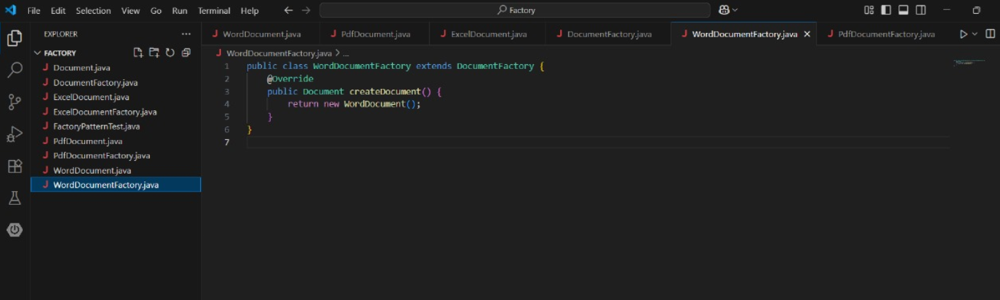 File Edit Selection View Go Run Terminal Help
Factory
EXPLORER
FACTORY
Document.java
DocumentFactory.java
ExcelDocument.java
ExcelDocumentFactory.java
FactoryPatternTest.java
PdfDocument.java
PdfDocumentFactory.java
WordDocument.java
WordDocumentFactory.java
WordDocument.java PdfDocument.java ExcelDocument.java DocumentFactory.java WordDocumentFactory.java PdfDocumentFactory.java
WordDocumentFactory.java > ...
1 public class WordDocumentFactory extends DocumentFactory {
2 @Override
3 public Document createDocument() {
4 return new WordDocument();
5 }
6 }
7